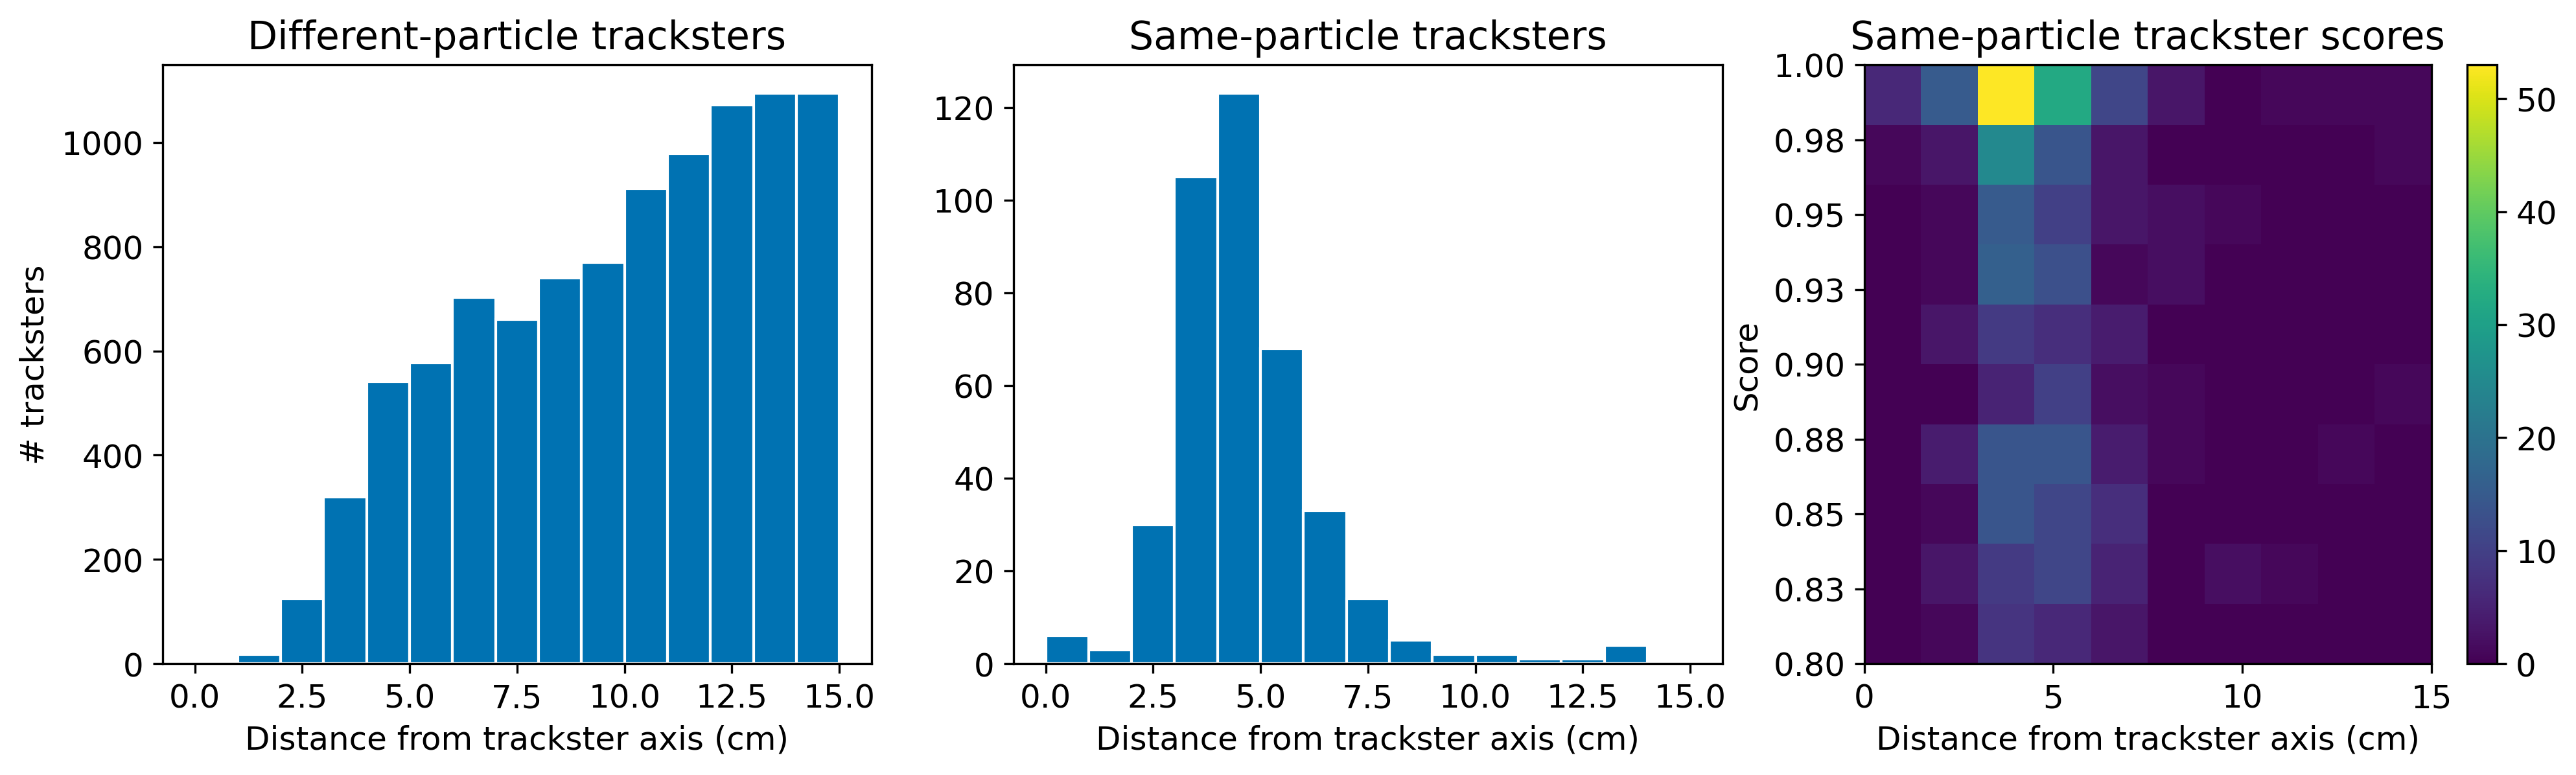 Different-particle tracksters
# tracksters
1000
800
600
400
200
0
0.0 2.5 5.0 7.5 10.0 12.5 15.0
Distance from trackster axis (cm)
Same-particle tracksters
120
100
80
60
40
20
0
0.0 2.5 5.0 7.5 10.0 12.5 15.0
Distance from trackster axis (cm)
Same-particle trackster scores
Score
1.00
0.98
0.95
0.93
0.90
0.88
0.85
0.83
0.80
0 5 10 15
Distance from trackster axis (cm)
50
40
30
20
10
0